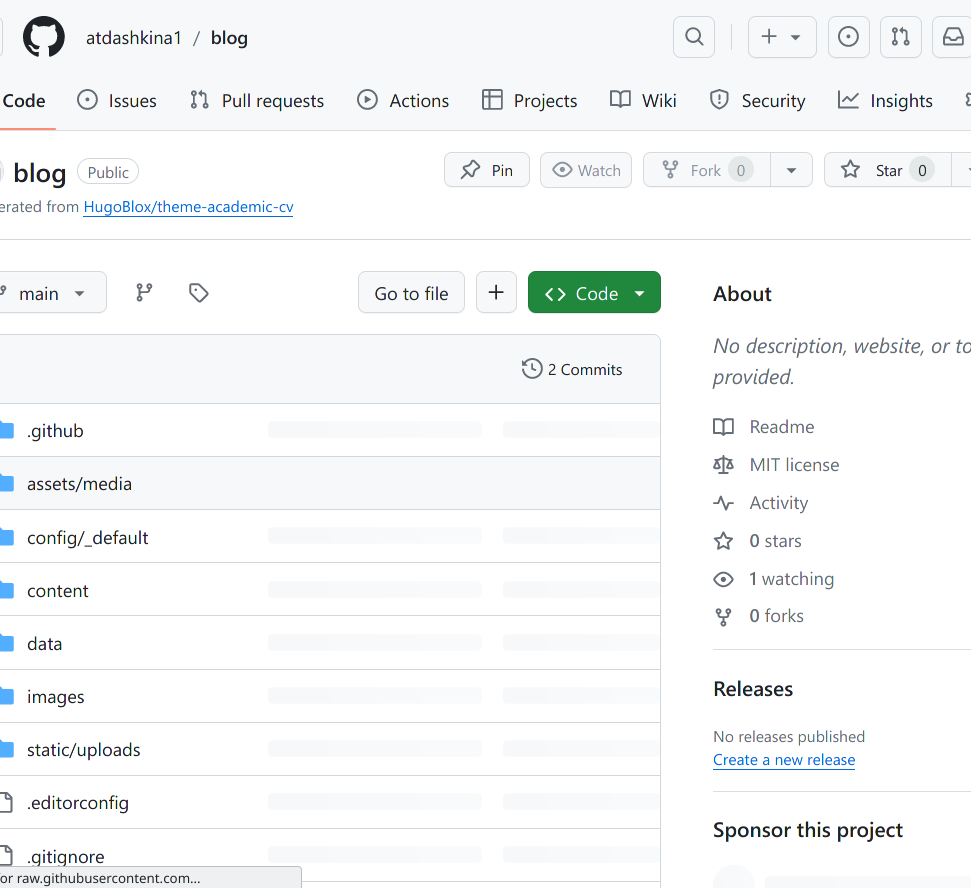 atdashkina1 / blog
Code Issues Pull requests Actions Projects Wiki Security Insights
blog Public Pin Watch Fork 0 Star 0
erated from HugoBlox/theme-academic-cv
main Go to file + Code
2 Commits
.github
assets/media
config/_default
content
data
images
static/uploads
.editorconfig
.gitignore
or raw.githubusercontent.com...
About
No description, website, or to
provided.
Readme
MIT license
Activity
0 stars
1 watching
0 forks
Releases
No releases published
Create a new release
Sponsor this project